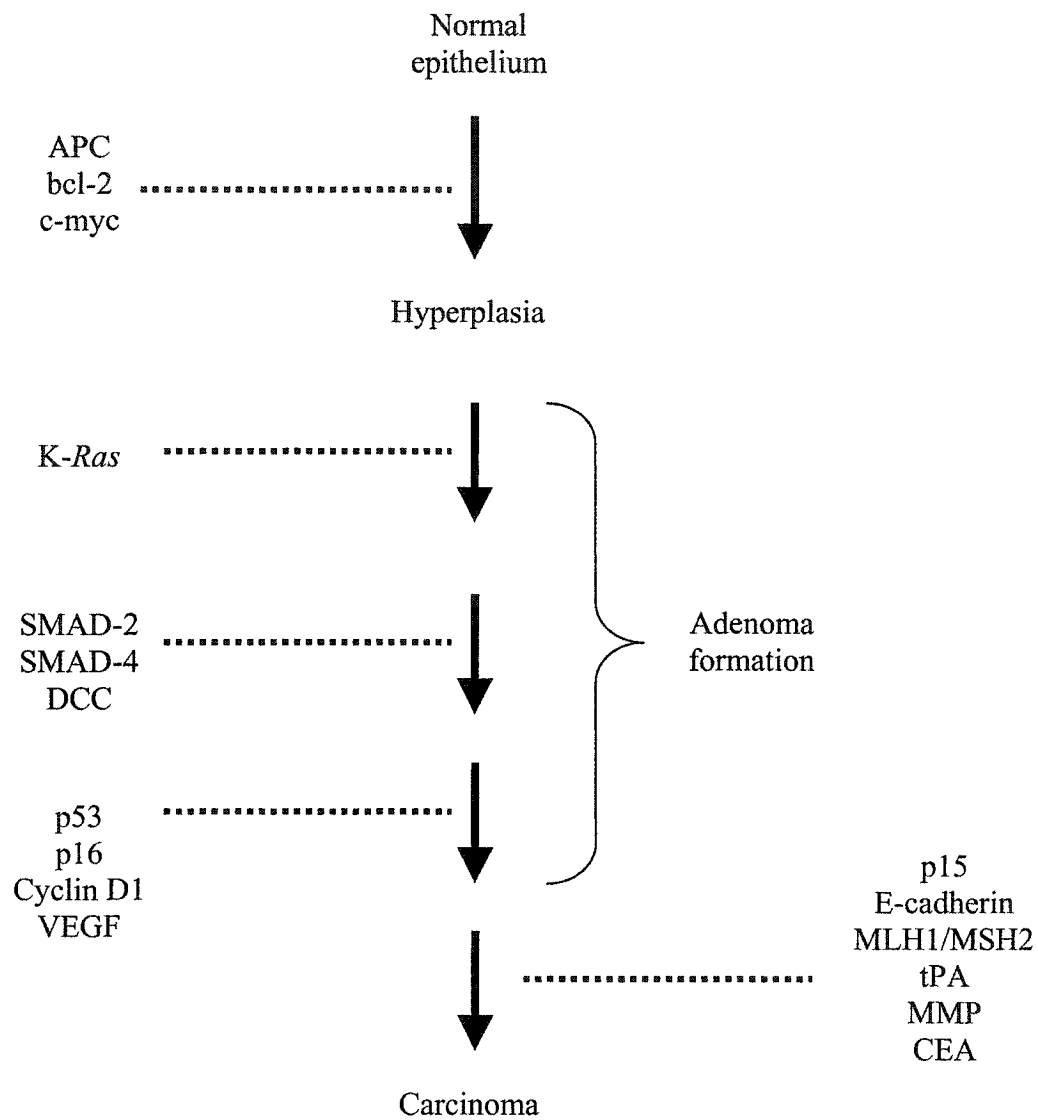 Normal
epithelium
APC
bcl-2
c-myc
Hyperplasia
K-Ras
SMAD-2
SMAD-4
DCC
Adenoma
formation
p53
p16
Cyclin D1
VEGF
p15
E-cadherin
MLH1/MSH2
tPA
MMP
CEA
Carcinoma